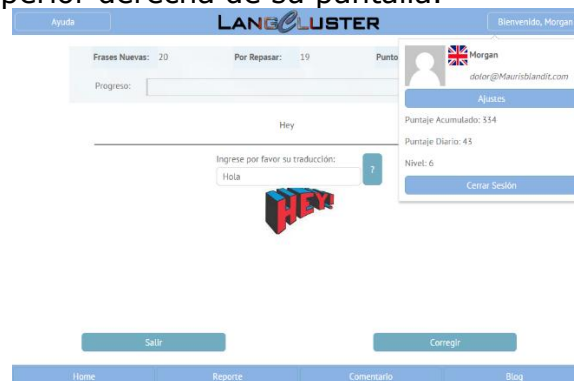 perior derecha de su pantalla.
Ayuda
LANGCLUSTER
Bienvenido, Morgan
Frases Nuevas: 20 Por Repasar: 19 Punto
Morgan
dolor@Maurisblandit.com
Progreso:
Ajustes
Puntaje Acumulado: 334
Hey
Puntaje Diario: 43
Ingrese por favor su traducción:
Nivel: 6
Hola ?
Cerrar Sesión
HEY!
Salir Corregir
Home Reporte Comentario Blog